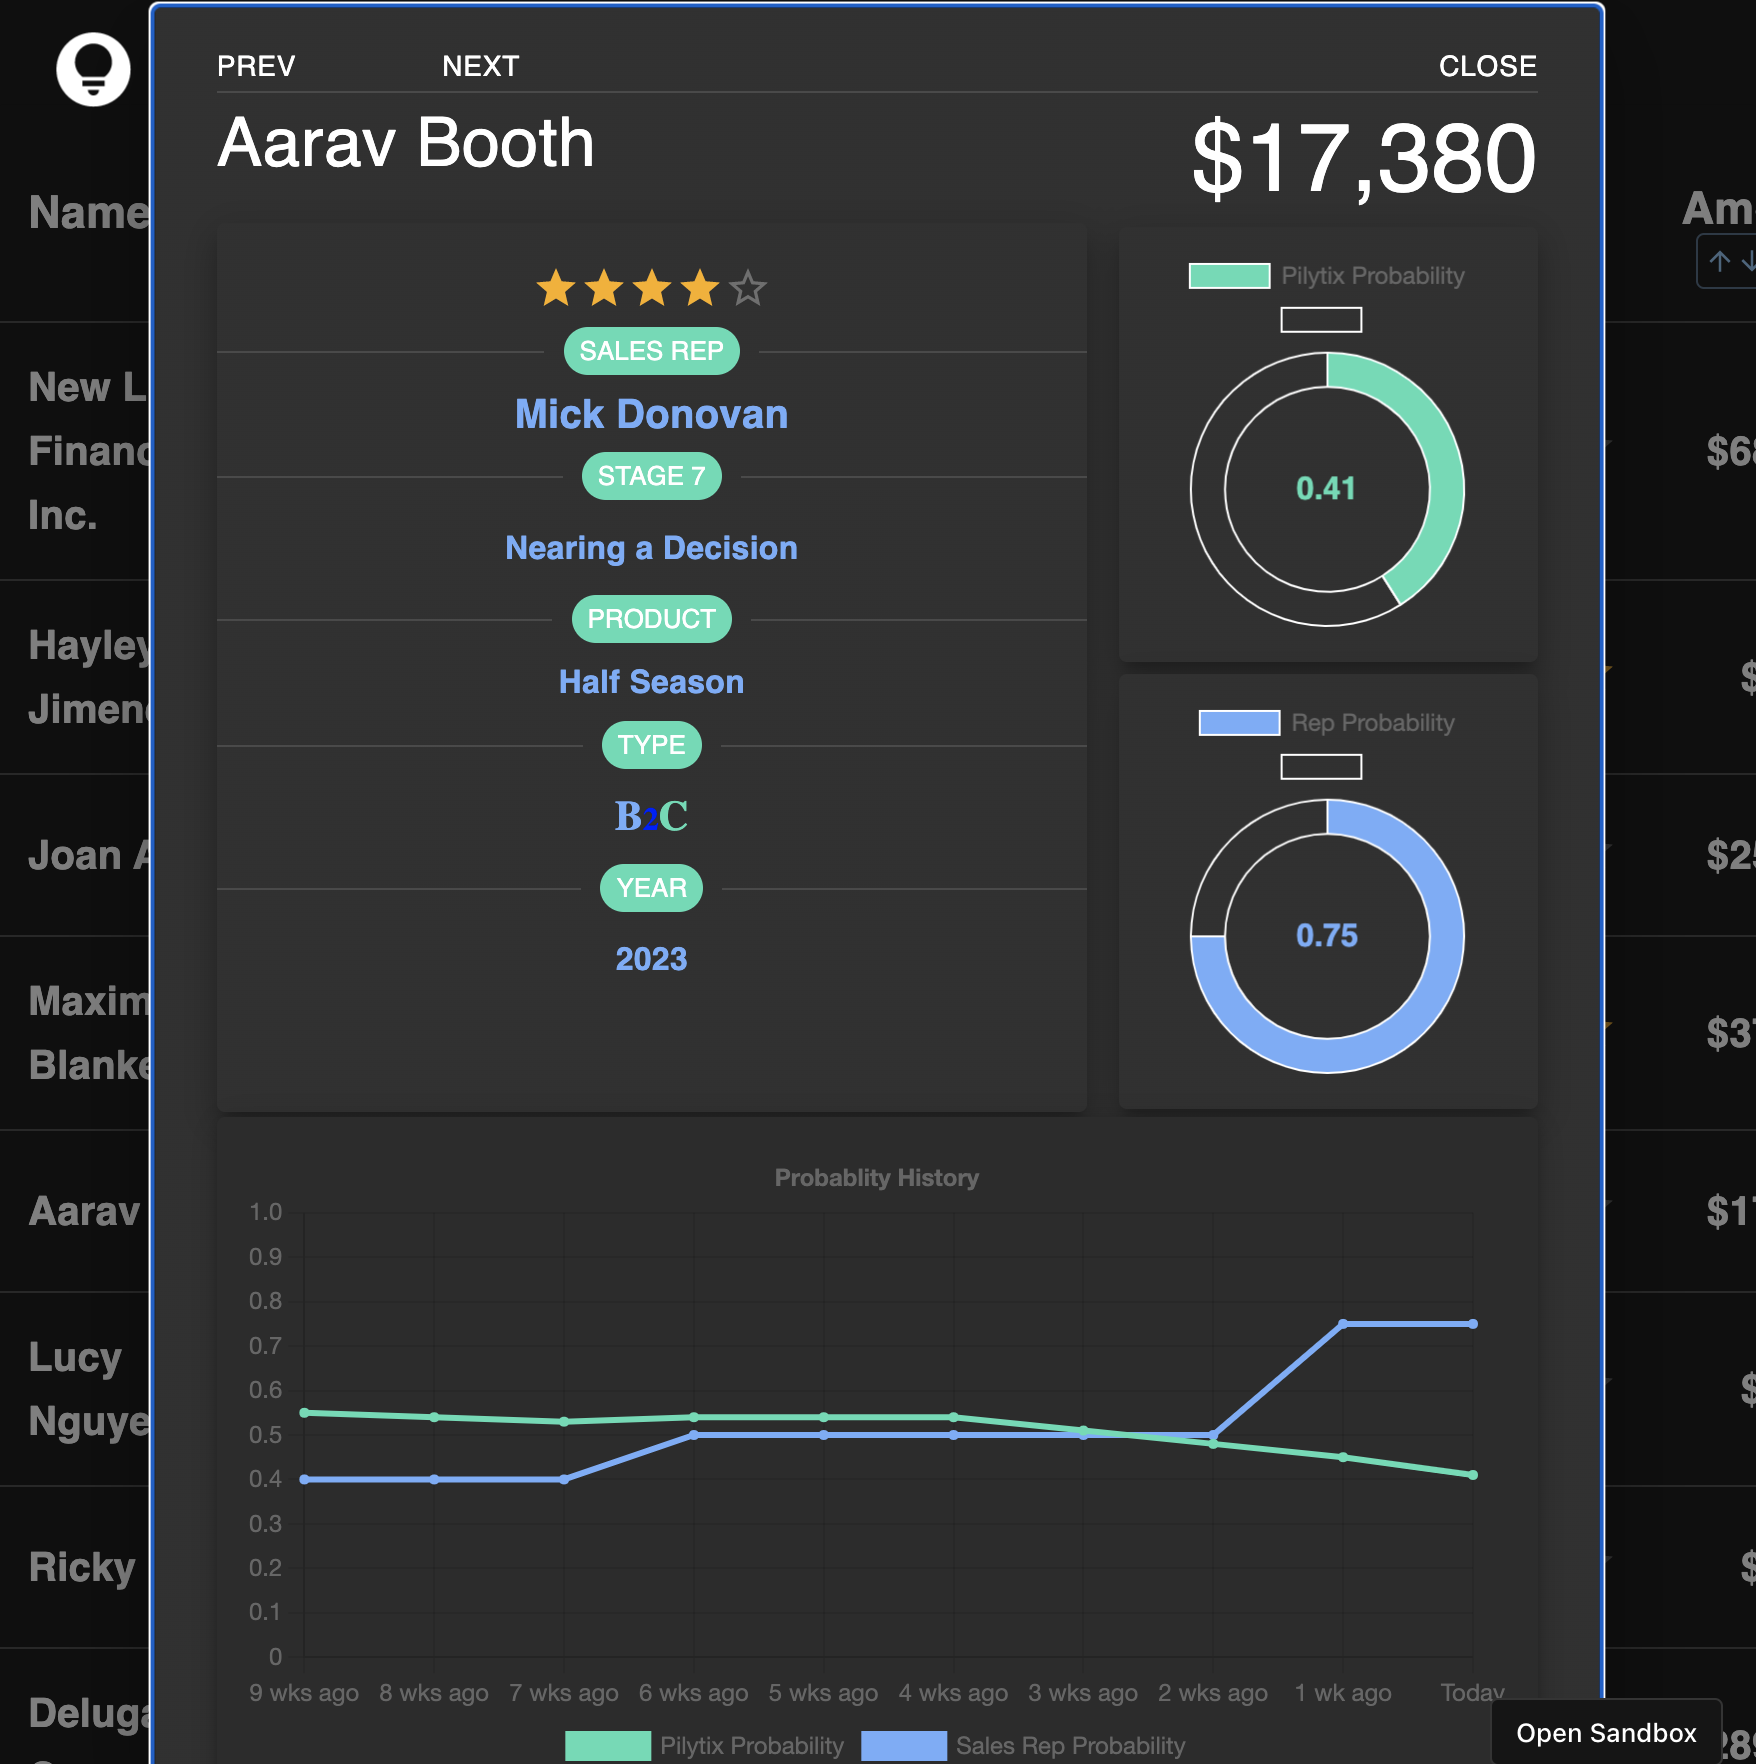 PREV NEXT CLOSE
Aarav Booth
$17,380
Name
New L
Financ
Inc.
Hayley
Jimen
Joan A
Maxim
Blanke
Aarav
Lucy
Nguye
Ricky
Deluga
SALES REP
Mick Donovan
STAGE 7
Nearing a Decision
PRODUCT
Half Season
TYPE
B2C
YEAR
2023
Pilytix Probability
0.41
Rep Probability
0.75
Probablity History
1.0
0.9
0.8
0.7
0.6
0.5
0.4
0.3
0.2
0.1
0
9 wks ago 8 wks ago 7 wks ago 6 wks ago 5 wks ago 4 wks ago 3 wks ago 2 wks ago 1 wk ago Today
Pilytix Probability Sales Rep Probability
Am
$68
$
$25
$37
$17
$
$
Open Sandbox